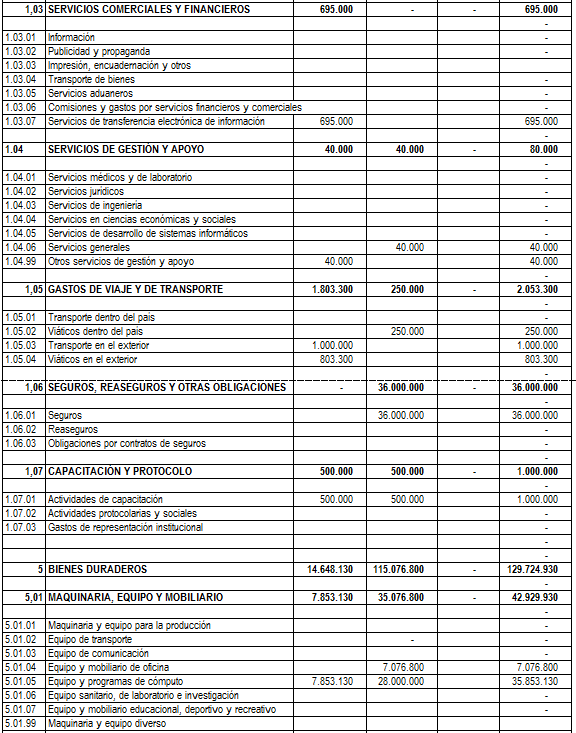 1,03 SERVICIOS COMERCIALES Y FINANCIEROS 695.000 - - 695.000
-
1.03.01 Información -
1.03.02 Publicidad y propaganda -
1.03.03 Impresión, encuadernación y otros -
1.03.04 Transporte de bienes -
1.03.05 Servicios aduaneros -
1.03.06 Comisiones y gastos por servicios financieros y comerciales -
1.03.07 Servicios de transferencia electrónica de información 695.000 695.000
-
1.04 SERVICIOS DE GESTIÓN Y APOYO 40.000 40.000 - 80.000
-
1.04.01 Servicios médicos y de laboratorio -
1.04.02 Servicios jurídicos -
1.04.03 Servicios de ingeniería -
1.04.04 Servicios en ciencias económicas y sociales -
1.04.05 Servicios de desarrollo de sistemas informáticos -
1.04.06 Servicios generales 40.000 40.000
1.04.99 Otros servicios de gestión y apoyo 40.000 40.000
-
1,05 GASTOS DE VIAJE Y DE TRANSPORTE 1.803.300 250.000 - 2.053.300
-
1.05.01 Transporte dentro del país -
1.05.02 Viáticos dentro del país 250.000 250.000
1.05.03 Transporte en el exterior 1.000.000 1.000.000
1.05.04 Viáticos en el exterior 803.300 803.300
-
1,06 SEGUROS, REASEGUROS Y OTRAS OBLIGACIONES - 36.000.000 - 36.000.000
-
1.06.01 Seguros 36.000.000 36.000.000
1.06.02 Reaseguros -
1.06.03 Obligaciones por contratos de seguros -
-
1,07 CAPACITACIÓN Y PROTOCOLO 500.000 500.000 - 1.000.000
-
1.07.01 Actividades de capacitación 500.000 500.000 1.000.000
1.07.02 Actividades protocolarias y sociales -
1.07.03 Gastos de representación institucional -
-
-
5 BIENES DURADEROS 14.648.130 115.076.800 - 129.724.930
-
5,01 MAQUINARIA, EQUIPO Y MOBILIARIO 7.853.130 35.076.800 - 42.929.930
-
5.01.01 Maquinaria y equipo para la producción -
5.01.02 Equipo de transporte - -
5.01.03 Equipo de comunicación -
5.01.04 Equipo y mobiliario de oficina 7.076.800 7.076.800
5.01.05 Equipo y programas de cómputo 7.853.130 28.000.000 35.853.130
5.01.06 Equipo sanitario, de laboratorio e investigación -
5.01.07 Equipo y mobiliario educacional, deportivo y recreativo -
5.01.99 Maquinaria y equipo diverso